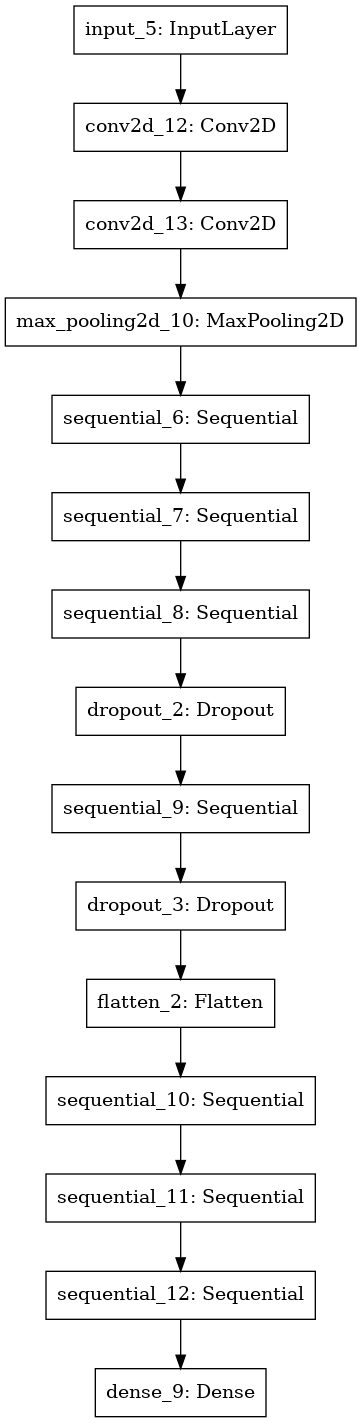 input_5: InputLayer
conv2d_12: Conv2D
conv2d_13: Conv2D
max_pooling2d_10: MaxPooling2D
sequential_6: Sequential
sequential_7: Sequential
sequential_8: Sequential
dropout_2: Dropout
sequential_9: Sequential
dropout_3: Dropout
flatten_2: Flatten
sequential_10: Sequential
sequential_11: Sequential
sequential_12: Sequential
dense_9: Dense